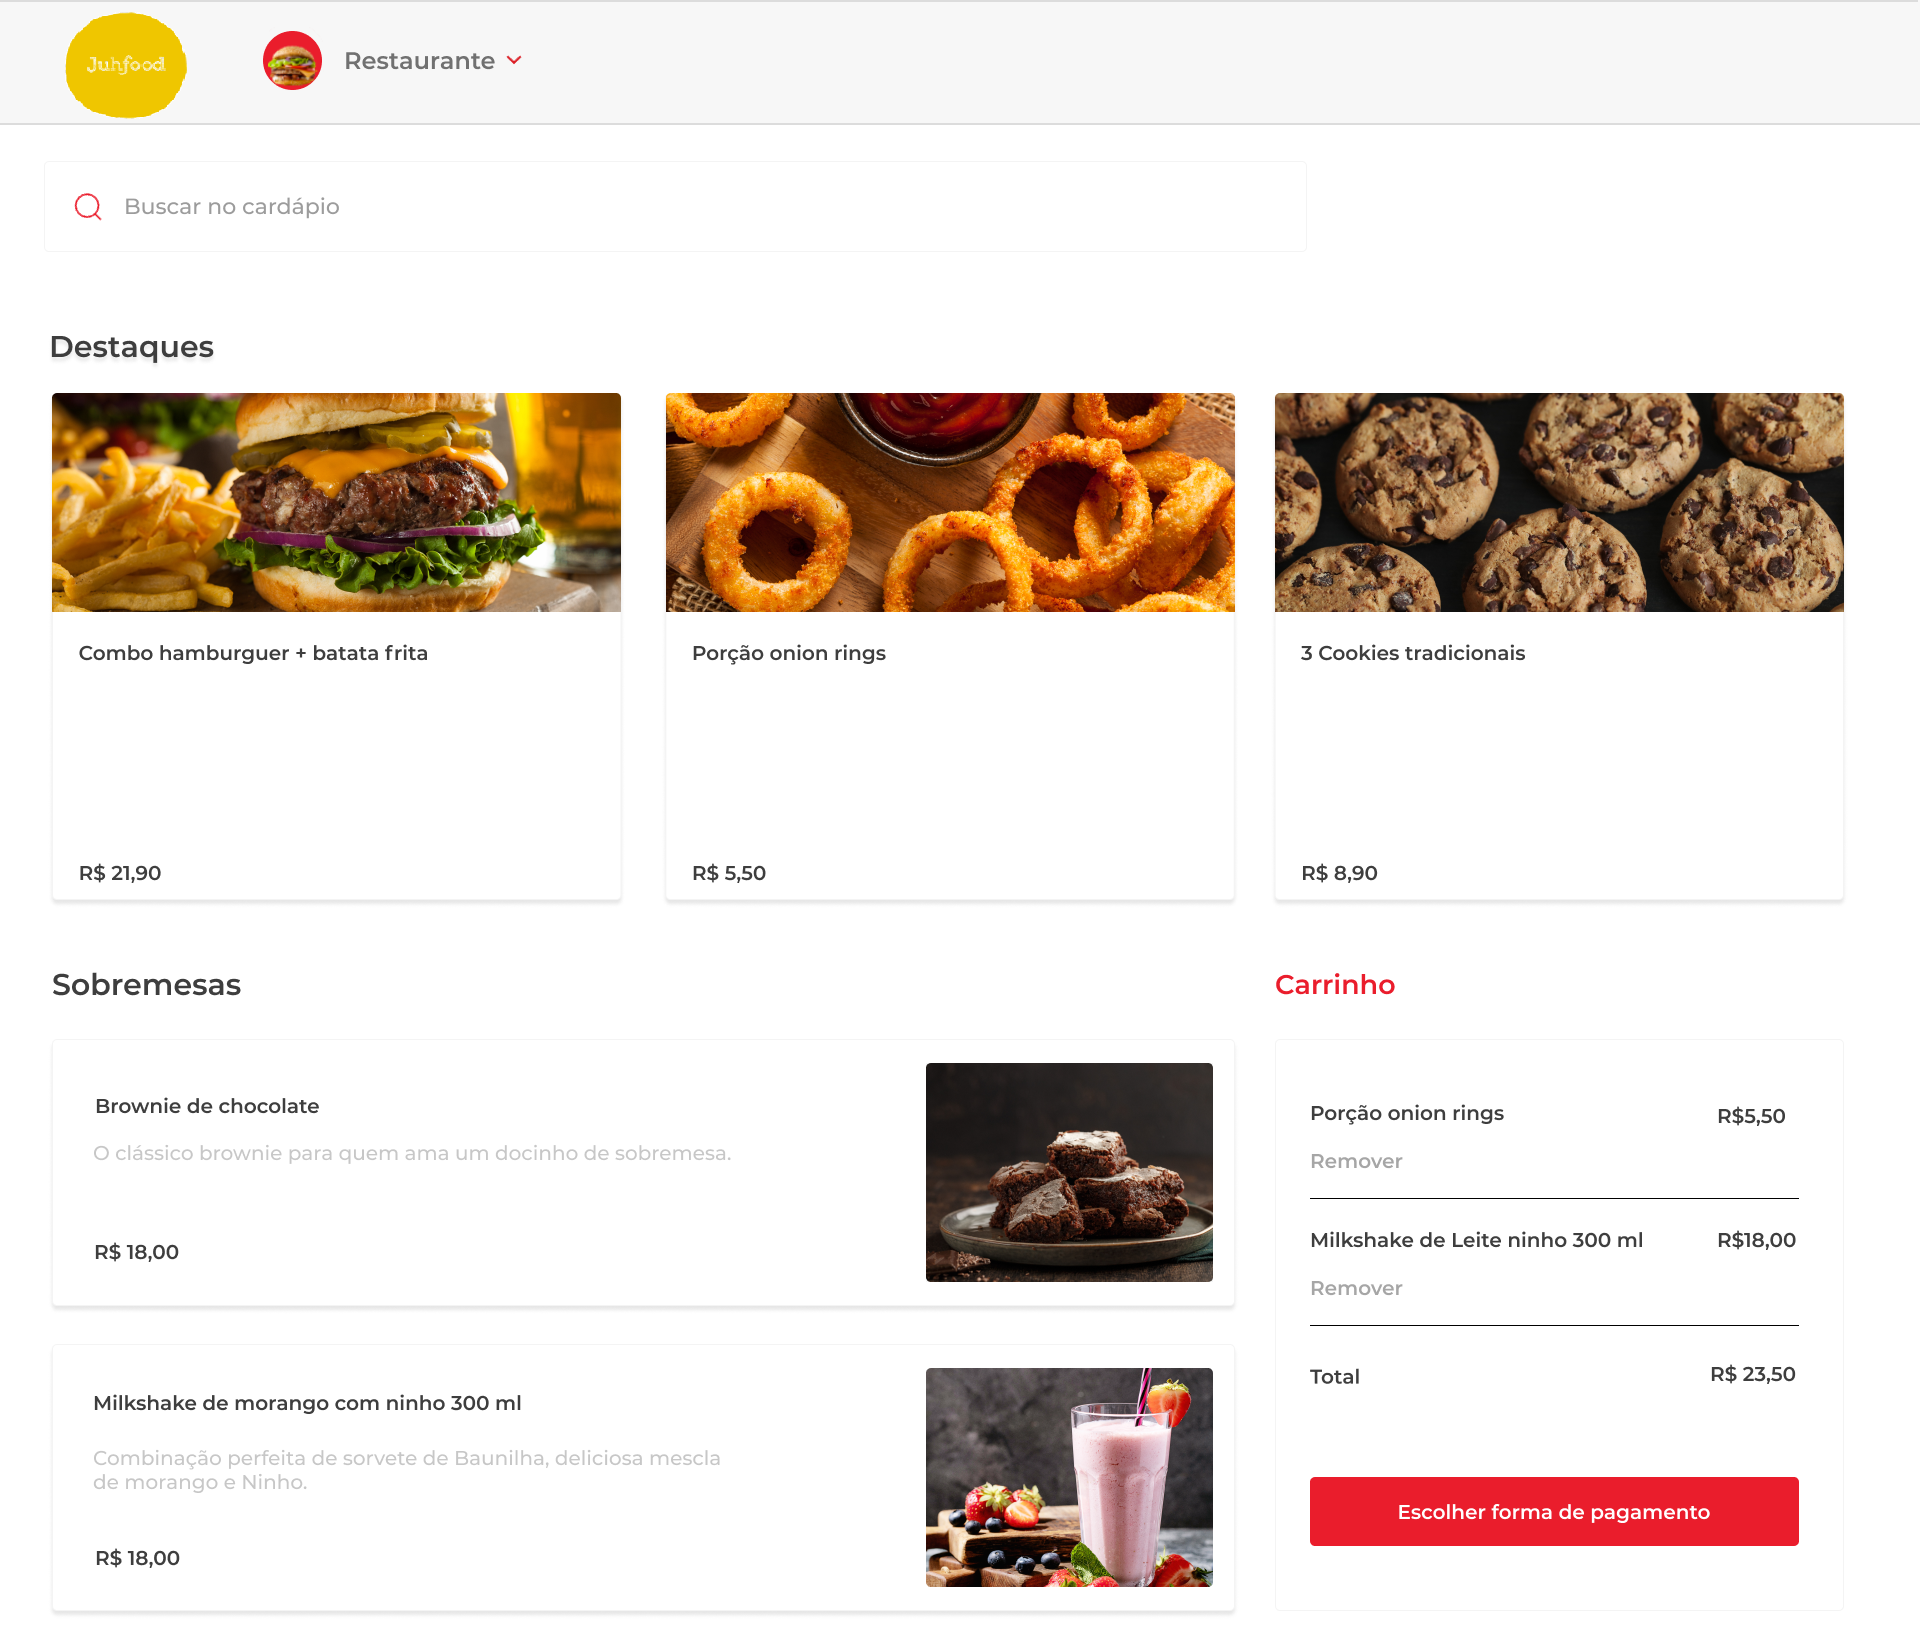 Juhfood
Restaurante
Buscar no cardápio
Destaques
Combo hamburguer + batata frita
R$ 21,90
Porção onion rings
R$ 5,50
3 Cookies tradicionais
R$ 8,90
Sobremesas
Brownie de chocolate
O clássico brownie para quem ama um docinho de sobremesa.
R$ 18,00
Milkshake de morango com ninho 300 ml
Combinação perfeita de sorvete de Baunilha, deliciosa mescla
de morango e Ninho.
R$ 18,00
Carrinho
Porção onion rings R$5,50
Remover
Milkshake de Leite ninho 300 ml R$18,00
Remover
Total R$ 23,50
Escolher forma de pagamento